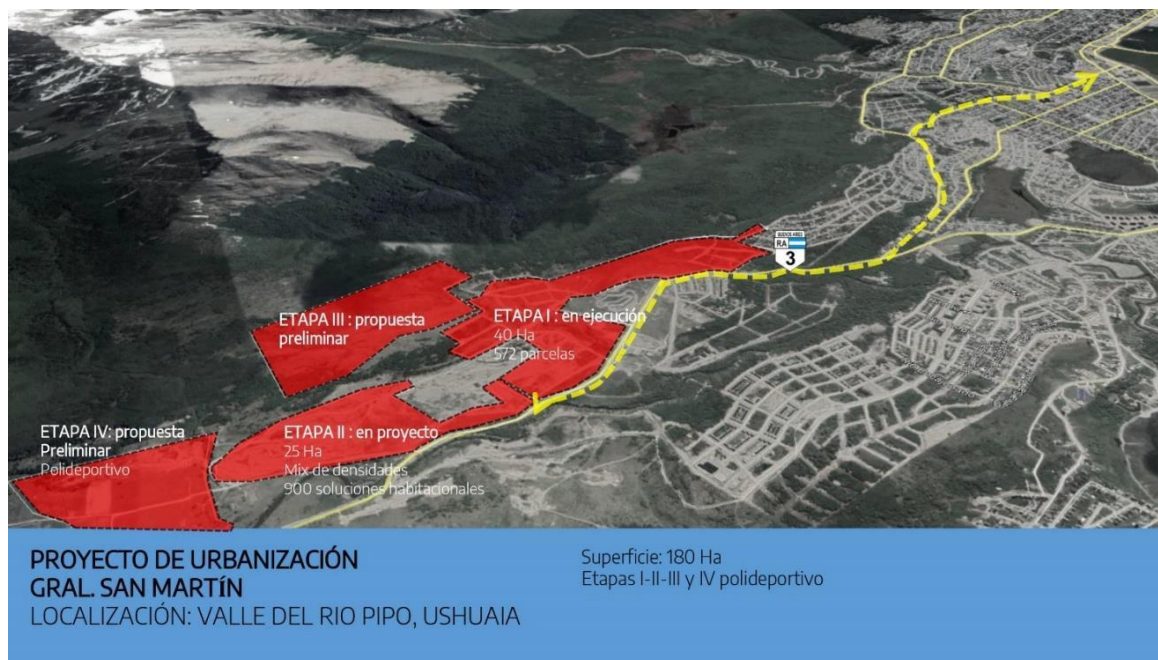 BUENOS AIRES
RA
3
ETAPA III : propuesta
preliminar
ETAPA I : en ejecución
40 Ha
572 parcelas
ETAPA IV: propuesta
Preliminar
Polideportivo
ETAPA II : en proyecto
25 Ha
Mix de densidades
900 soluciones habitacionales
PROYECTO DE URBANIZACIÓN
GRAL. SAN MARTÍN
LOCALIZACIÓN: VALLE DEL RIO PIPO, USHUAIA
Superficie: 180 Ha
Etapas I-II-III y IV polideportivo